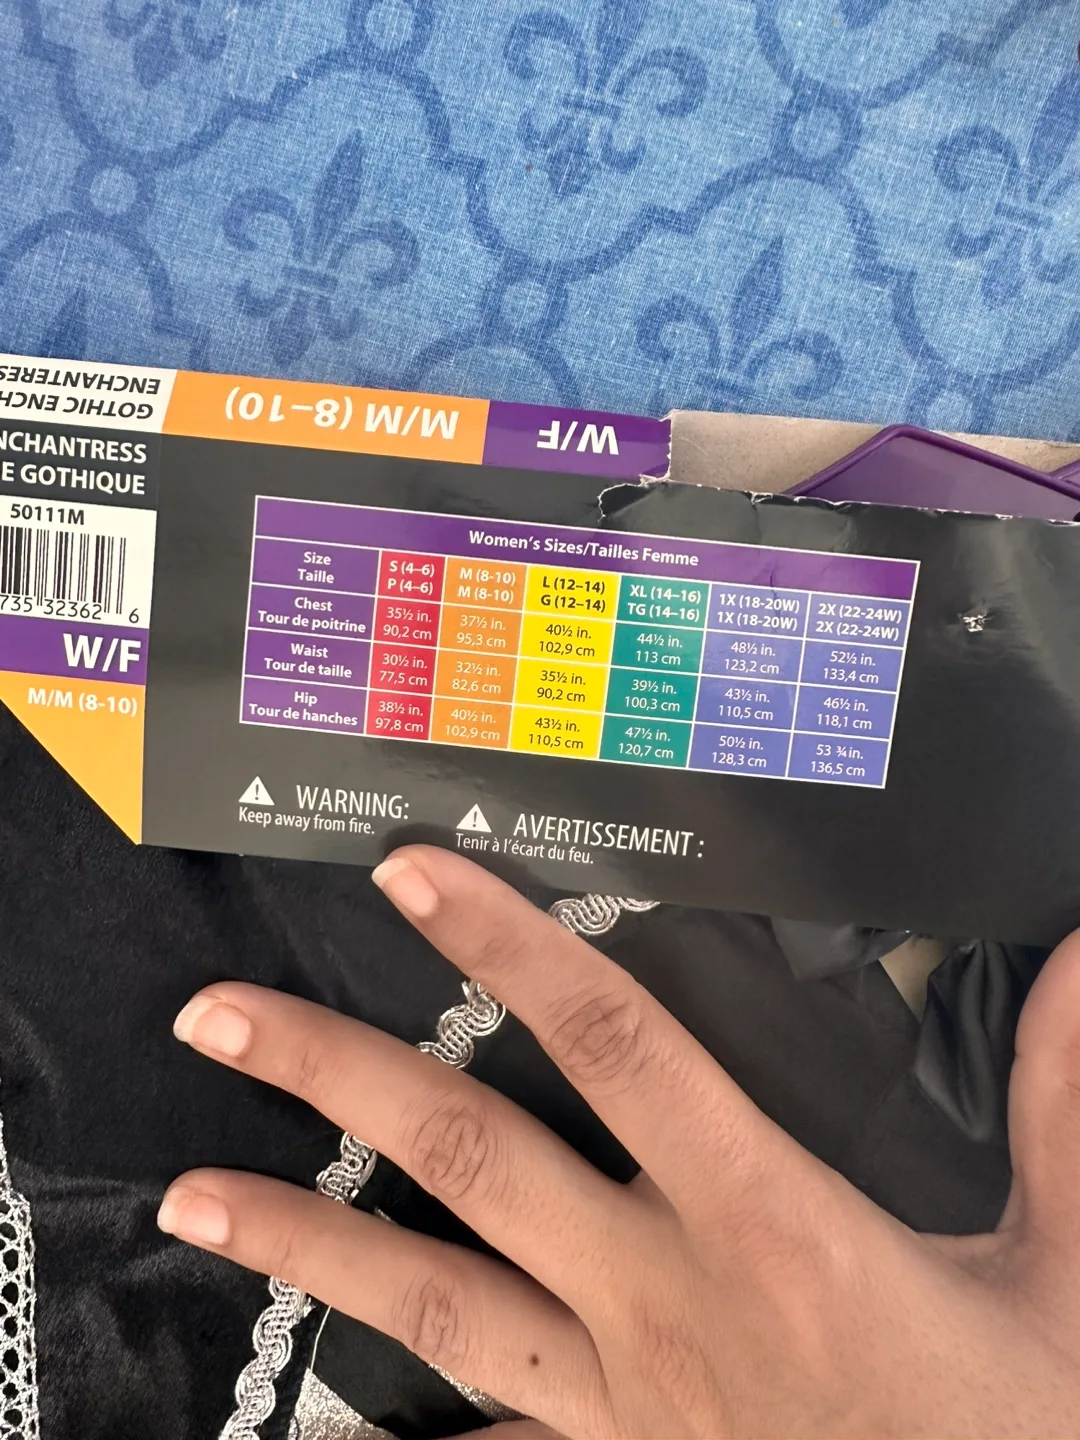 ENCHANTERES
GOTHIC ENCH
M/M (8–10)
W/F
NCHANTRESS
E GOTHIQUE
50111M
735 32362 6
W/F
M/M (8-10)
Women's Sizes/Tailles Femme
Size Taille S (4–6) P (4–6) M (8-10) M (8-10) L (12–14) G (12–14) XL (14–16) TG (14–16) 1X (18-20W) 1X (18-20W) 2X (22-24W) 2X (22-24W)
Chest Tour de poitrine 35½ in. 90,2 cm 37½ in. 95,3 cm 40½ in. 102,9 cm 44½ in. 113 cm 48½ in. 123,2 cm 52½ in. 133,4 cm
Waist Tour de taille 30½ in. 77,5 cm 32½ in. 82,6 cm 35½ in. 90,2 cm 39½ in. 100,3 cm 43½ in. 110,5 cm 46½ in. 118,1 cm
Hip Tour de hanches 38½ in. 97,8 cm 40½ in. 102,9 cm 43½ in. 110,5 cm 47½ in. 120,7 cm 50½ in. 128,3 cm 53 ¾ in. 136,5 cm
WARNING:
Keep away from fire.
AVERTISSEMENT :
Tenir à l'écart du feu.